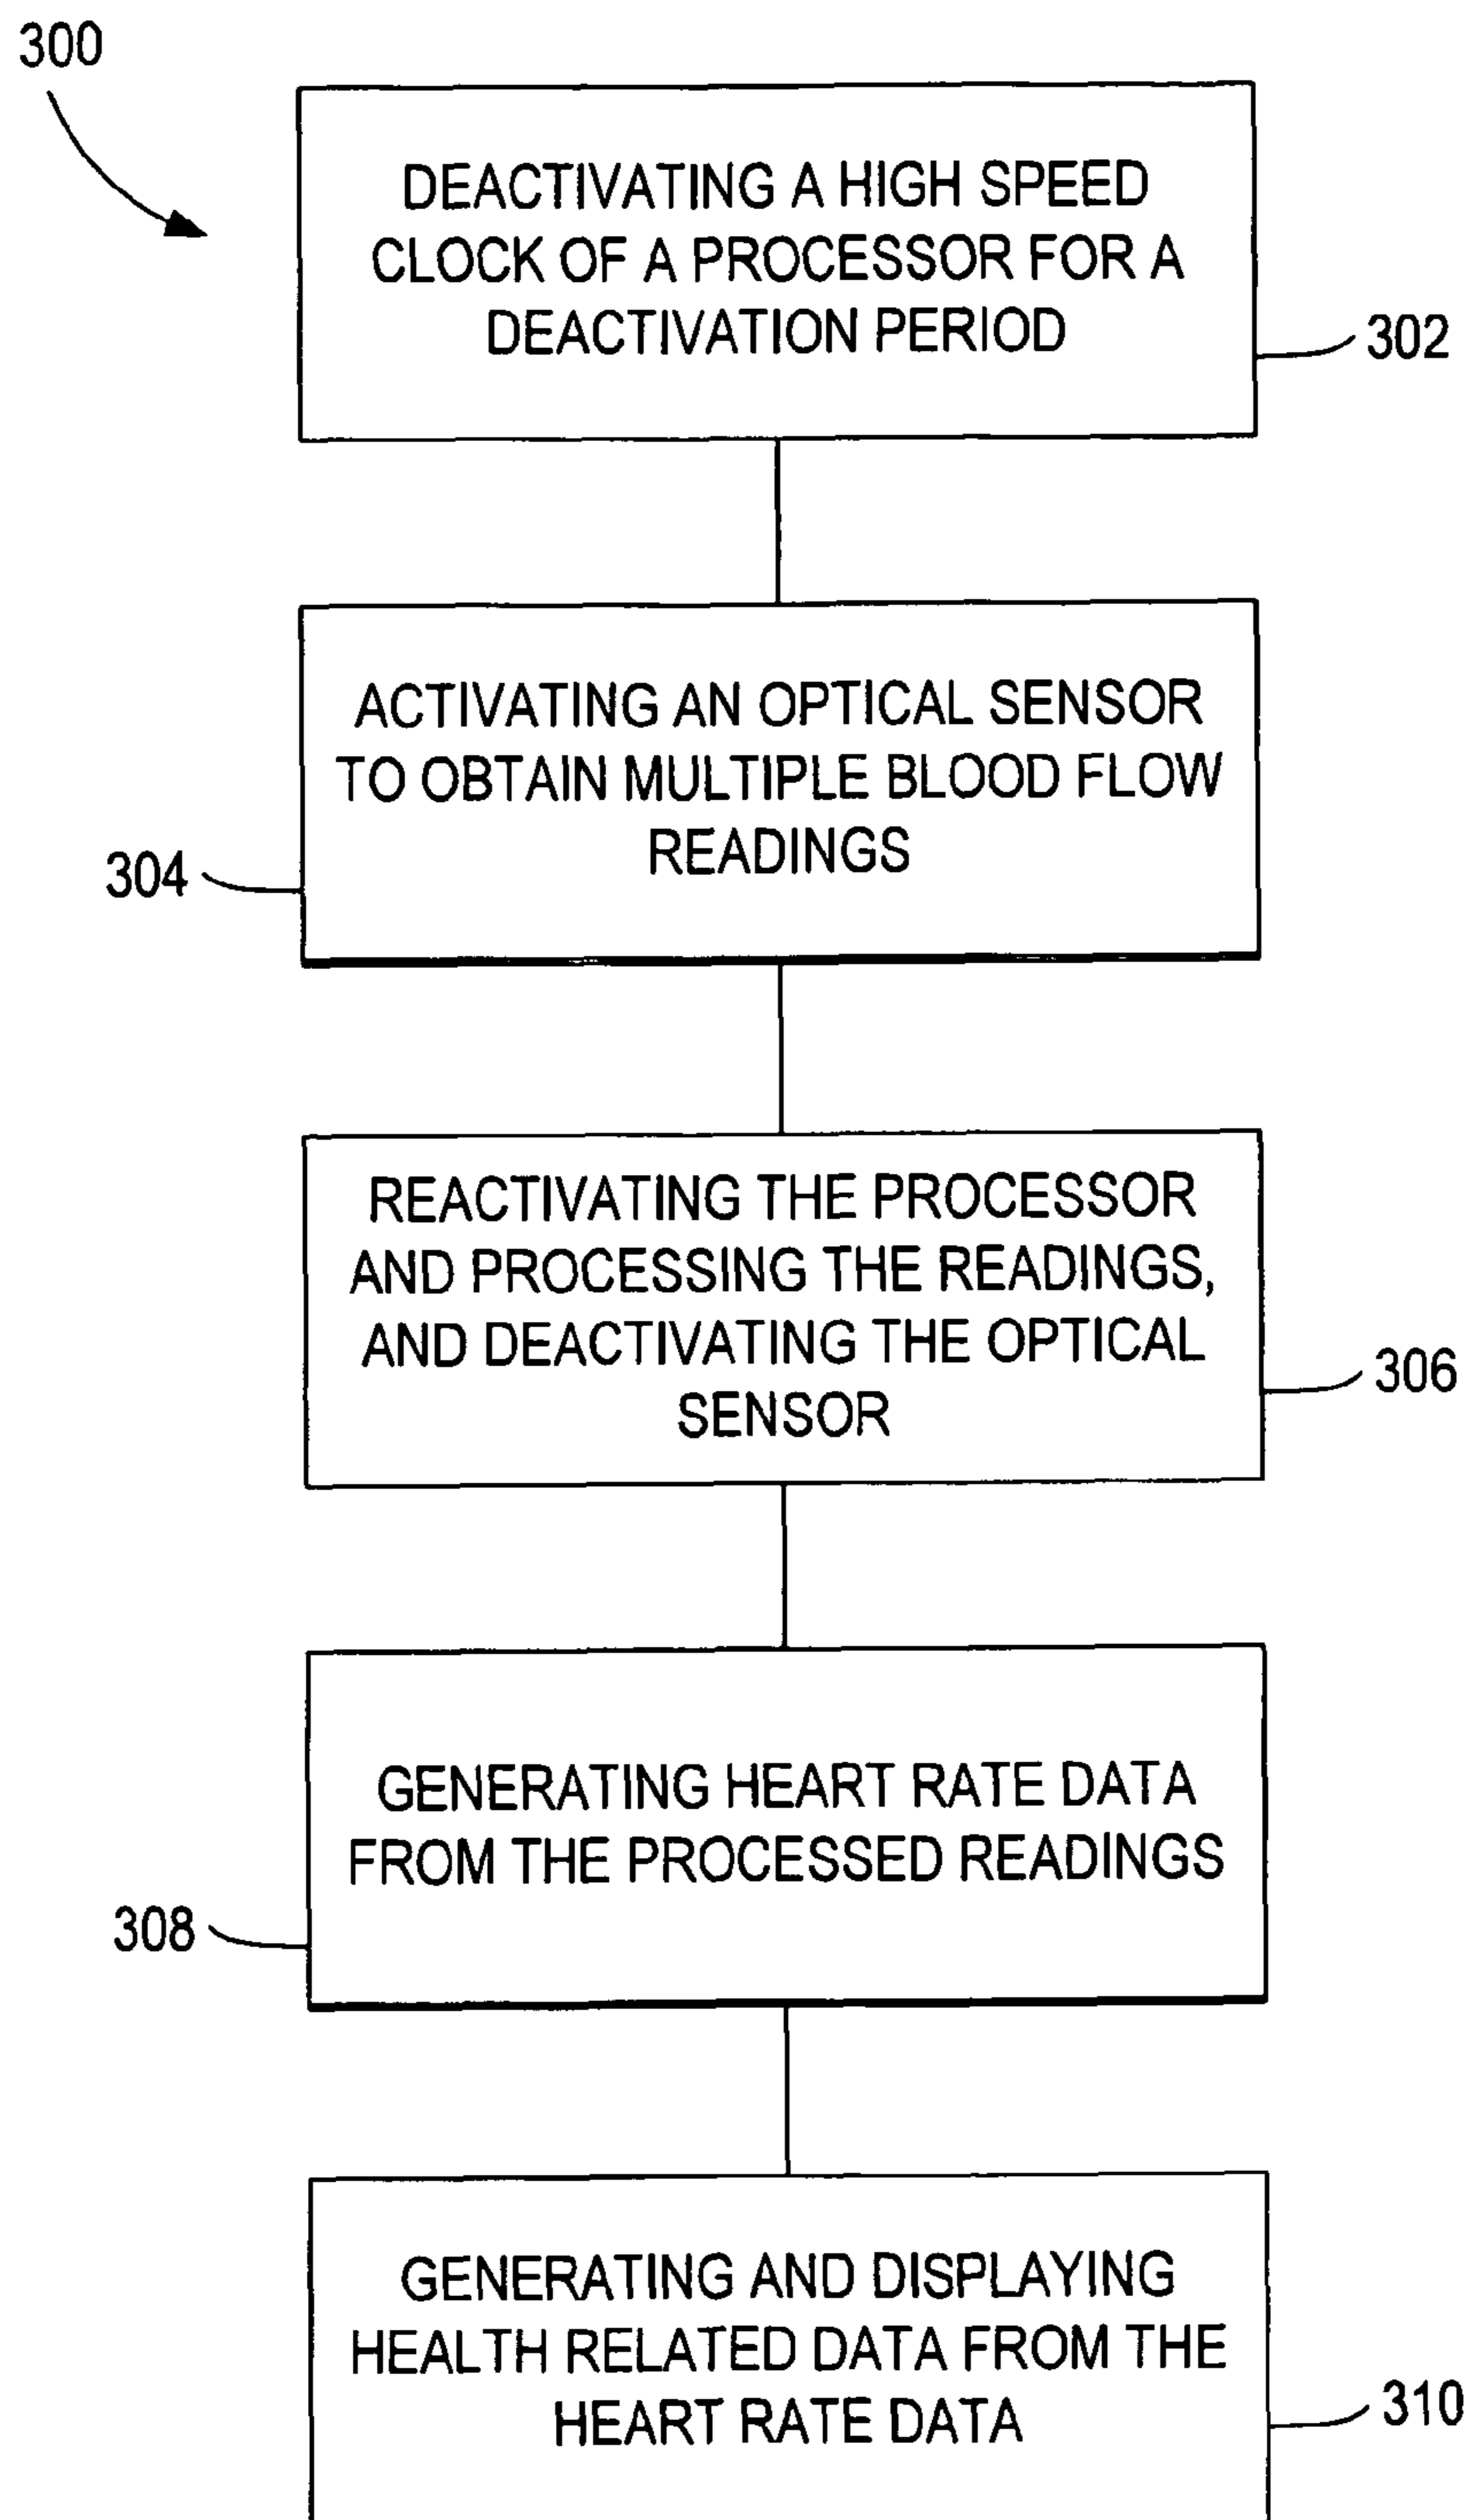 300
DEACTIVATING A HIGH SPEED
CLOCK OF A PROCESSOR FOR A
DEACTIVATION PERIOD
302
ACTIVATING AN OPTICAL SENSOR
TO OBTAIN MULTIPLE BLOOD FLOW
READINGS
304
REACTIVATING THE PROCESSOR
AND PROCESSING THE READINGS,
AND DEACTIVATING THE OPTICAL
SENSOR
306
GENERATING HEART RATE DATA
FROM THE PROCESSED READINGS
308
GENERATING AND DISPLAYING
HEALTH RELATED DATA FROM THE
HEART RATE DATA
310